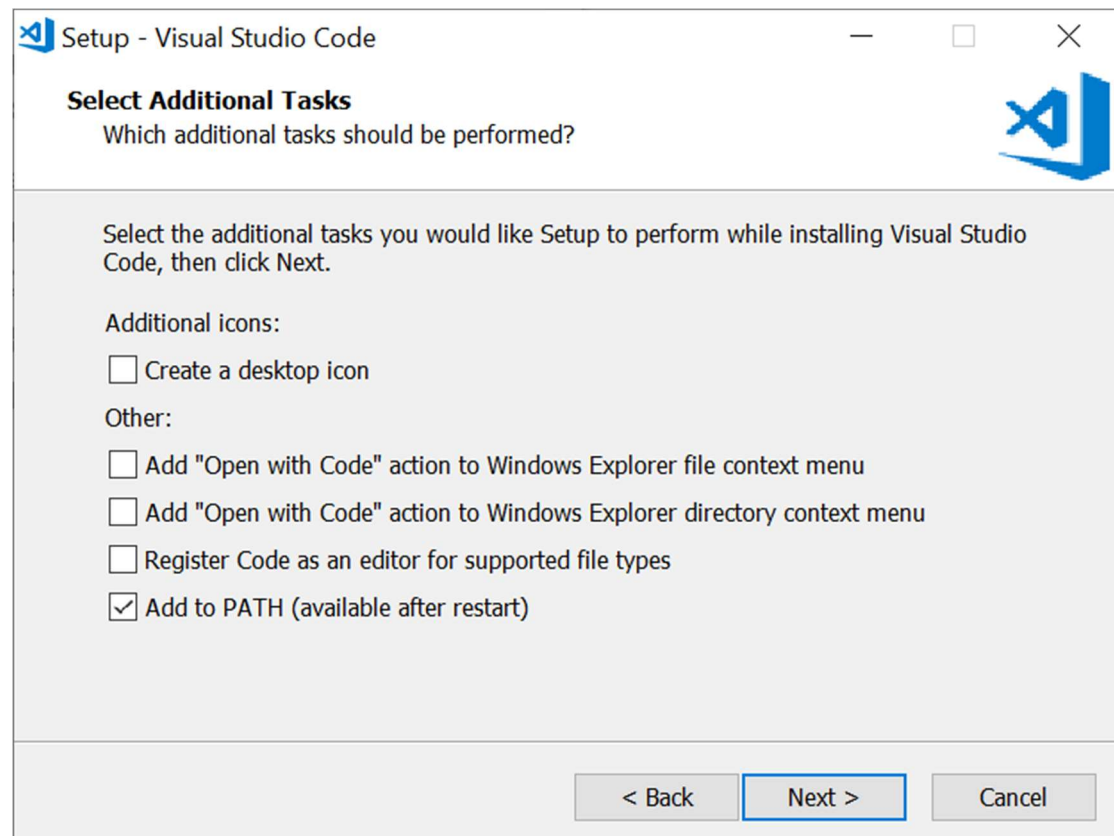 Setup - Visual Studio Code
Select Additional Tasks
Which additional tasks should be performed?
Select the additional tasks you would like Setup to perform while installing Visual Studio
Code, then click Next.
Additional icons:
Create a desktop icon
Other:
Add "Open with Code" action to Windows Explorer file context menu
Add "Open with Code" action to Windows Explorer directory context menu
Register Code as an editor for supported file types
Add to PATH (available after restart)
< Back Next > Cancel